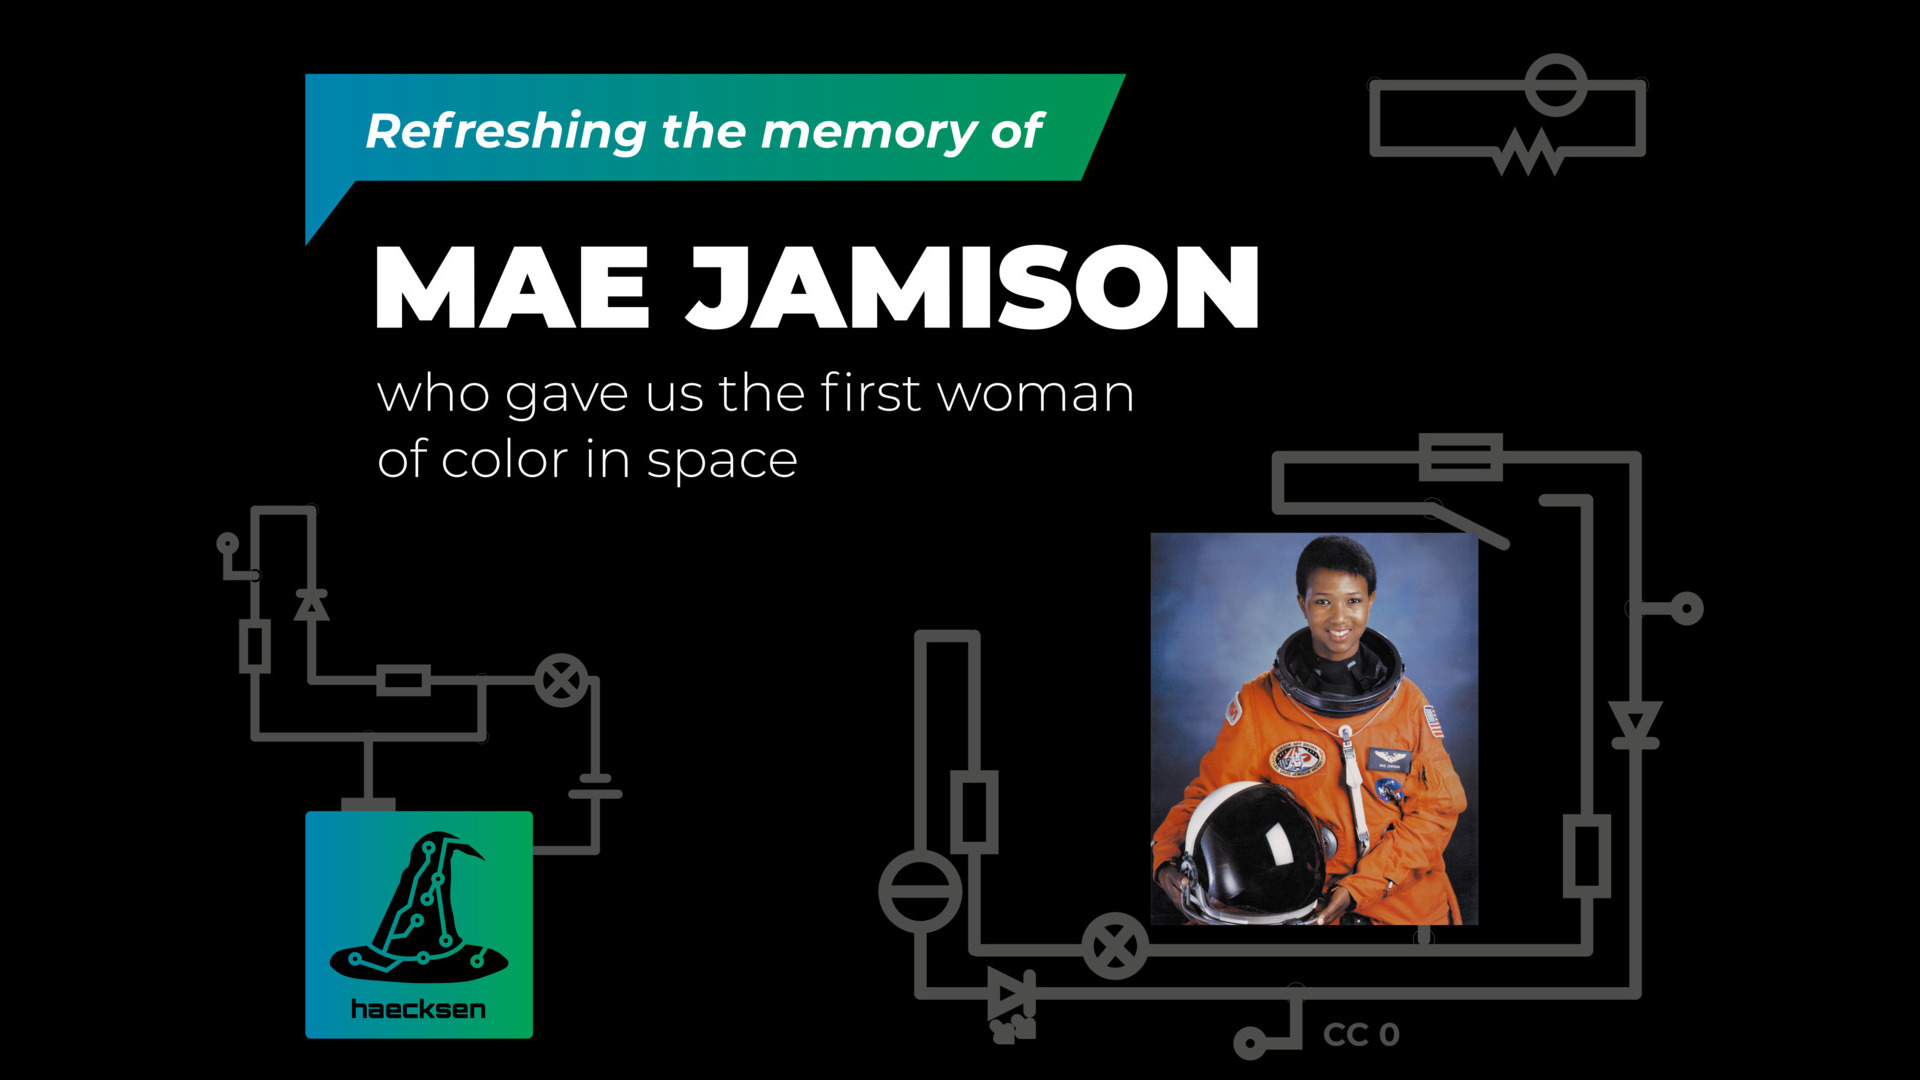 Refreshing the memory of
MAE JAMISON
who gave us the first woman
of color in space
haecksen
CC 0